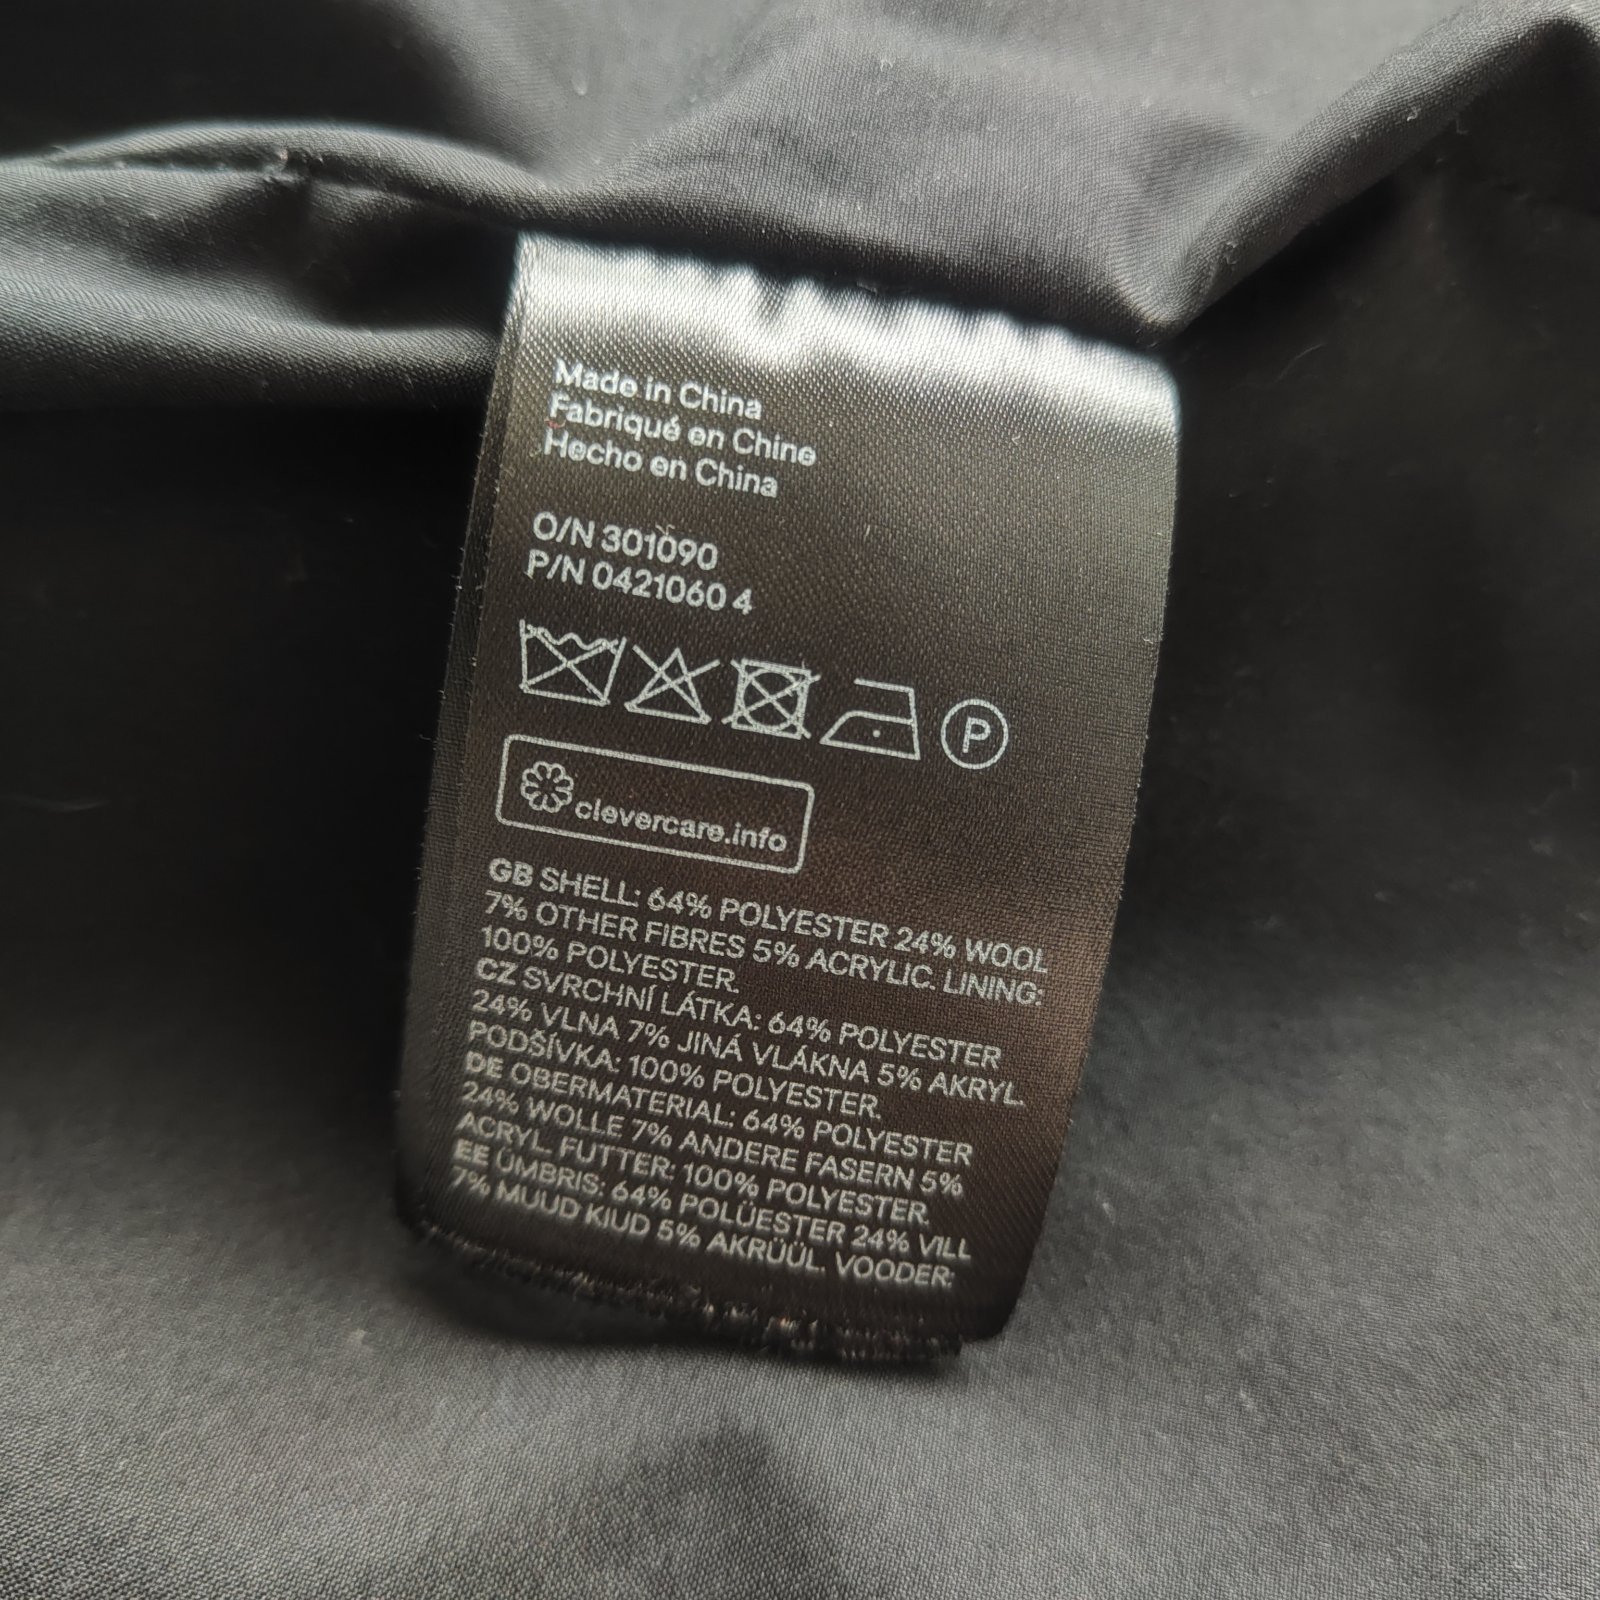 Made in China
Fabriqué en Chine
Hecho en China
O/N 301090
P/N 0421060 4
P
clevercare.info
GB SHELL: 64% POLYESTER 24% WOOL
7% OTHER FIBRES 5% ACRYLIC. LINING:
100% POLYESTER.
CZ SVRCHNÍ LÁTKA: 64% POLYESTER
24% VLNA 7% JINÁ VLÁKNA 5% AKRYL.
PODŠÍVKA: 100% POLYESTER.
DE OBERMATERIAL: 64% POLYESTER
24% WOLLE 7% ANDERE FASERN 5%
ACRYL. FUTTER: 100% POLYESTER.
EE ÜMBRIS: 64% POLÜESTER 24% VILL
7% MUUD KIUD 5% AKRÜÜL. VOODER: